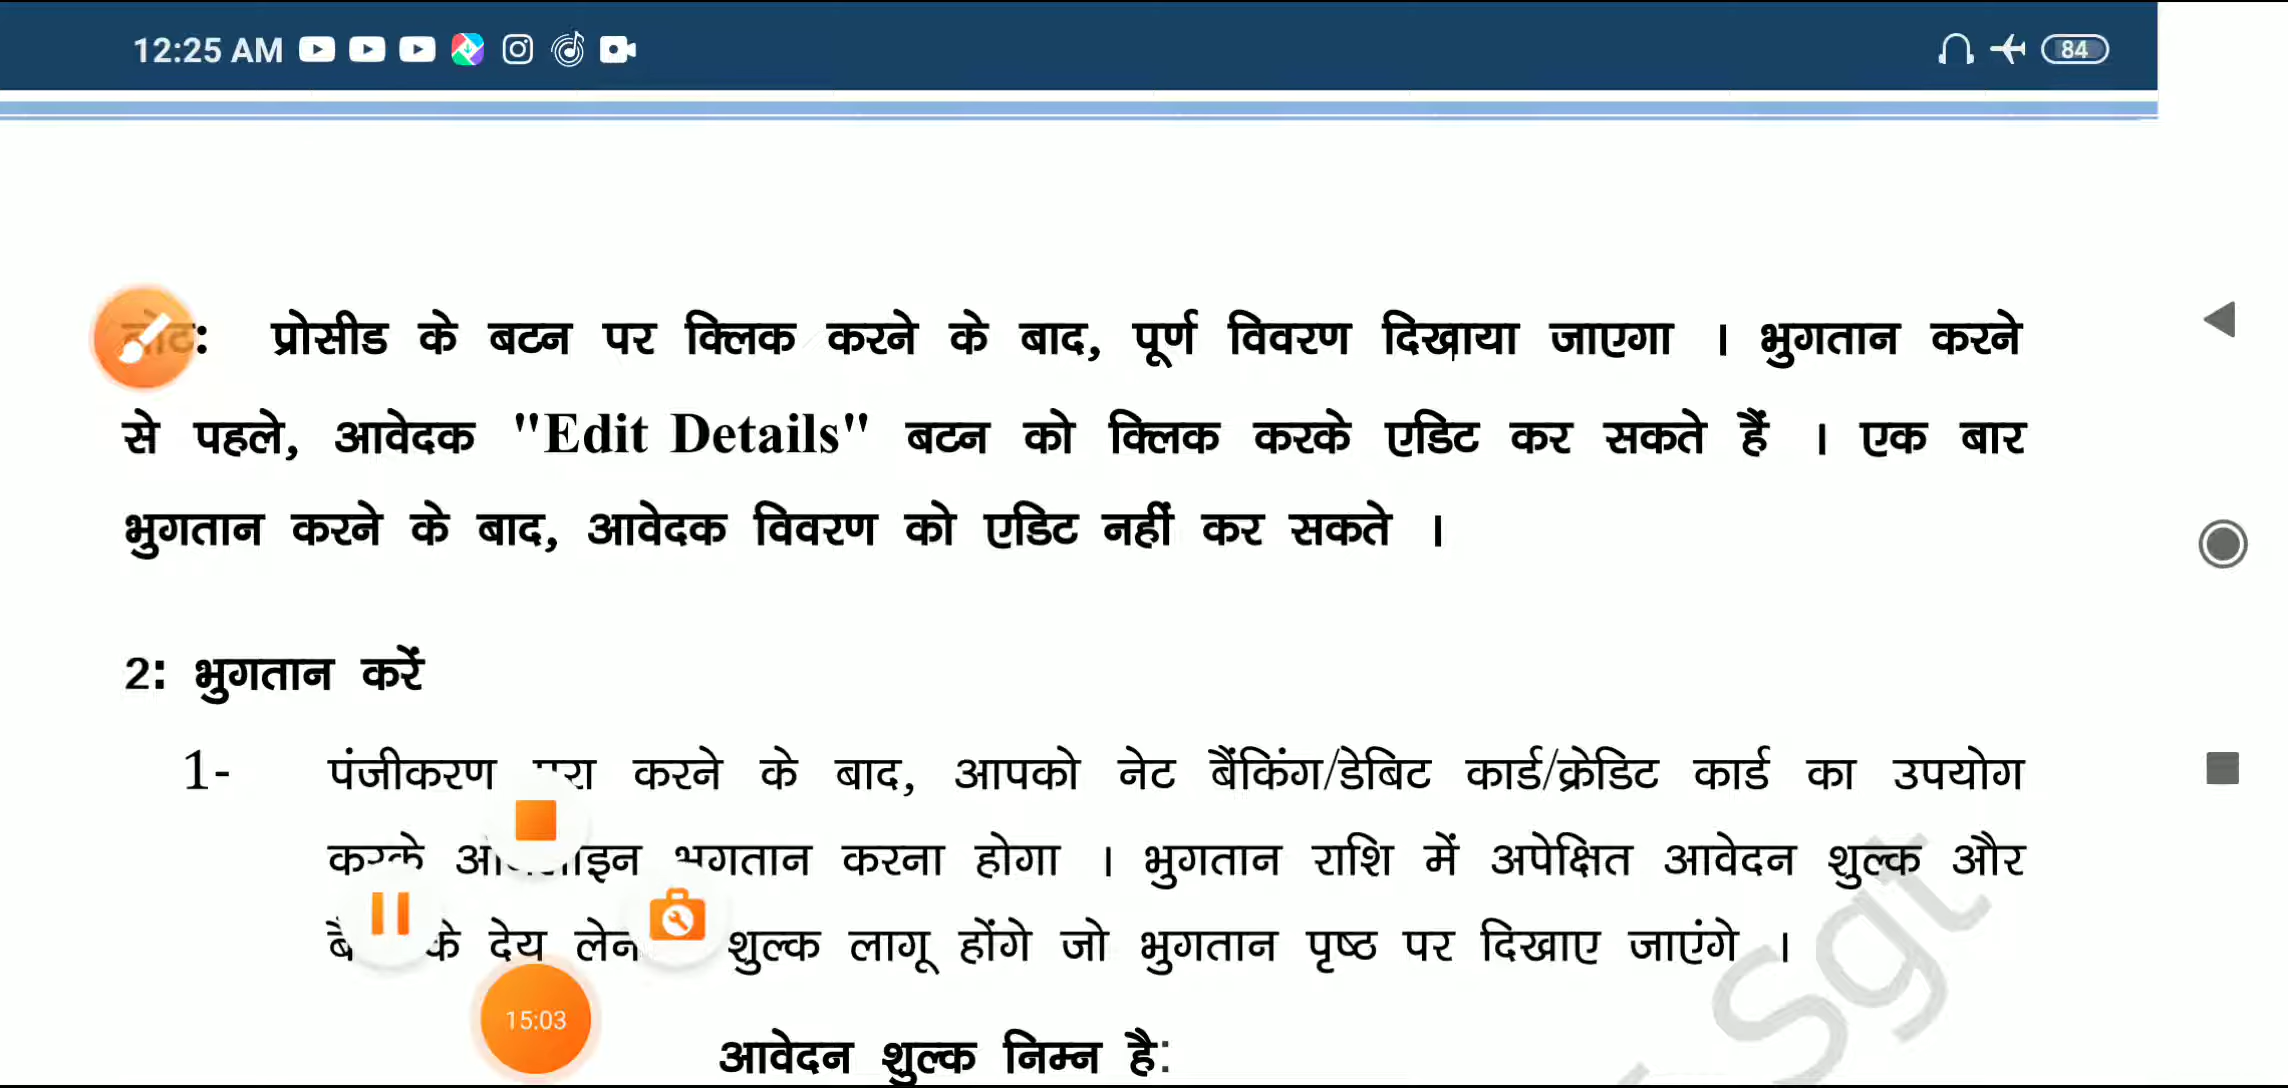 12:25 AM
84
प्रोसीड के बटन पर क्लिक करने के बाद, पूर्ण विवरण दिखाया जाएगा । भुगतान करने
से पहले, आवेदक "Edit Details" बटन को क्लिक करके एडिट कर सकते हैं । एक बार
भुगतान करने के बाद, आवेदक विवरण को एडिट नहीं कर सकते ।
2: भुगतान करें
1- पंजीकरण करने के बाद, आपको नेट बैंकिंग/डेबिट कार्ड/क्रेडिट कार्ड का उपयोग
भुगतान करना होगा । भुगतान राशि में अपेक्षित आवेदन शुल्क और
के देय शुल्क लागू होंगे जो भुगतान पृष्ठ पर दिखाए जाएंगे ।
15:03
आवेदन शुल्क निम्न है:
Sgt